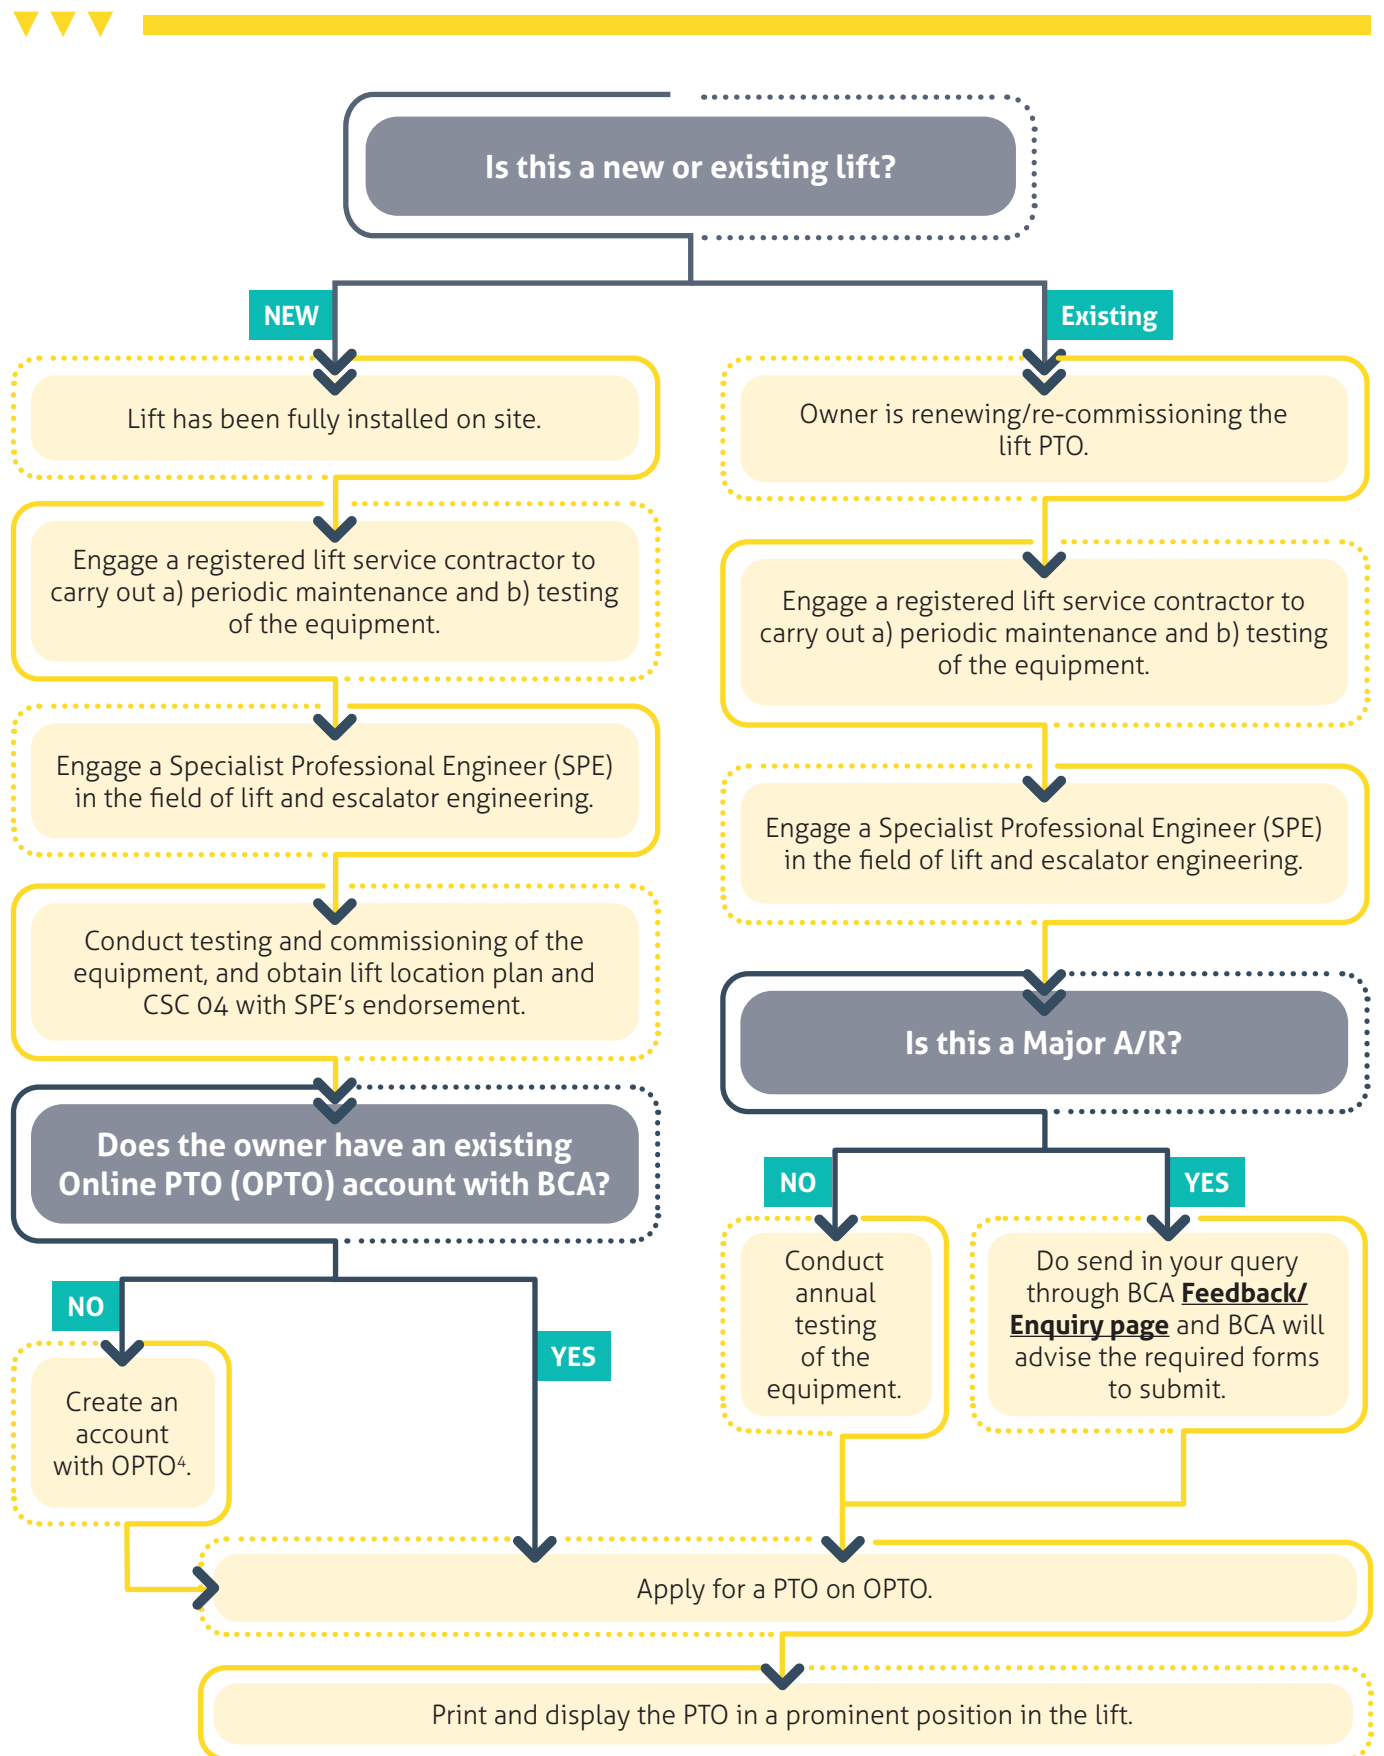 Is this a new or existing lift?
NEW
Existing
Lift has been fully installed on site.
Owner is renewing/re-commissioning the
lift PTO.
Engage a registered lift service contractor to
carry out a) periodic maintenance and b) testing
of the equipment.
Engage a registered lift service contractor to
carry out a) periodic maintenance and b) testing
of the equipment.
Engage a Specialist Professional Engineer (SPE)
in the field of lift and escalator engineering.
Engage a Specialist Professional Engineer (SPE)
in the field of lift and escalator engineering.
Conduct testing and commissioning of the
equipment, and obtain lift location plan and
CSC 04 with SPE's endorsement.
Is this a Major A/R?
Does the owner have an existing
Online PTO (OPTO) account with BCA?
NO
YES
Conduct
annual
testing
of the
equipment.
Do send in your query
through BCA Feedback/
Enquiry page and BCA will
advise the required forms
to submit.
NO
YES
Create an
account
with OPTO⁴.
Apply for a PTO on OPTO.
Print and display the PTO in a prominent position in the lift.